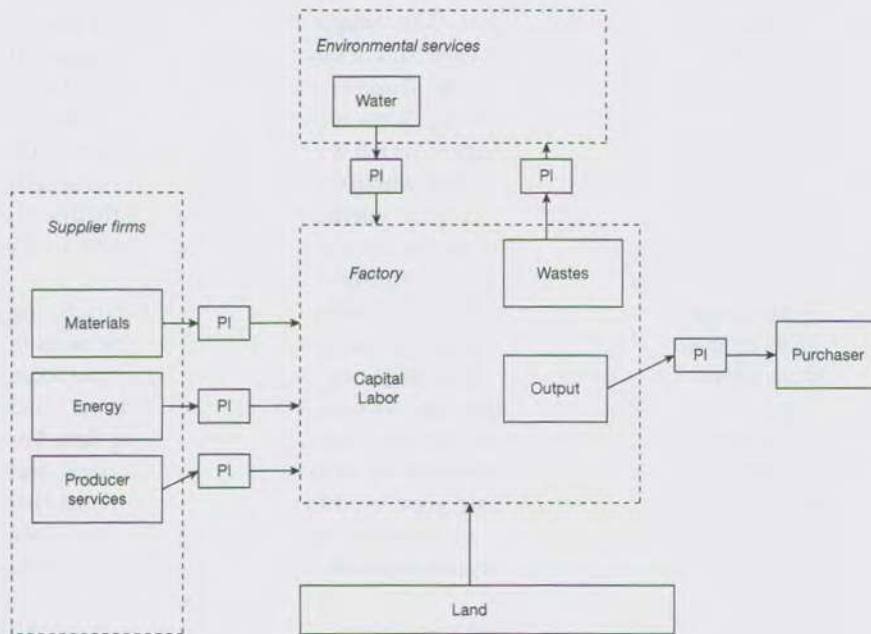 Environmental services
Water
PI
PI
Supplier firms
Factory
Wastes
Materials
PI
PI
Purchaser
Capital
Labor
Output
Energy
PI
Producer
services
PI
Land